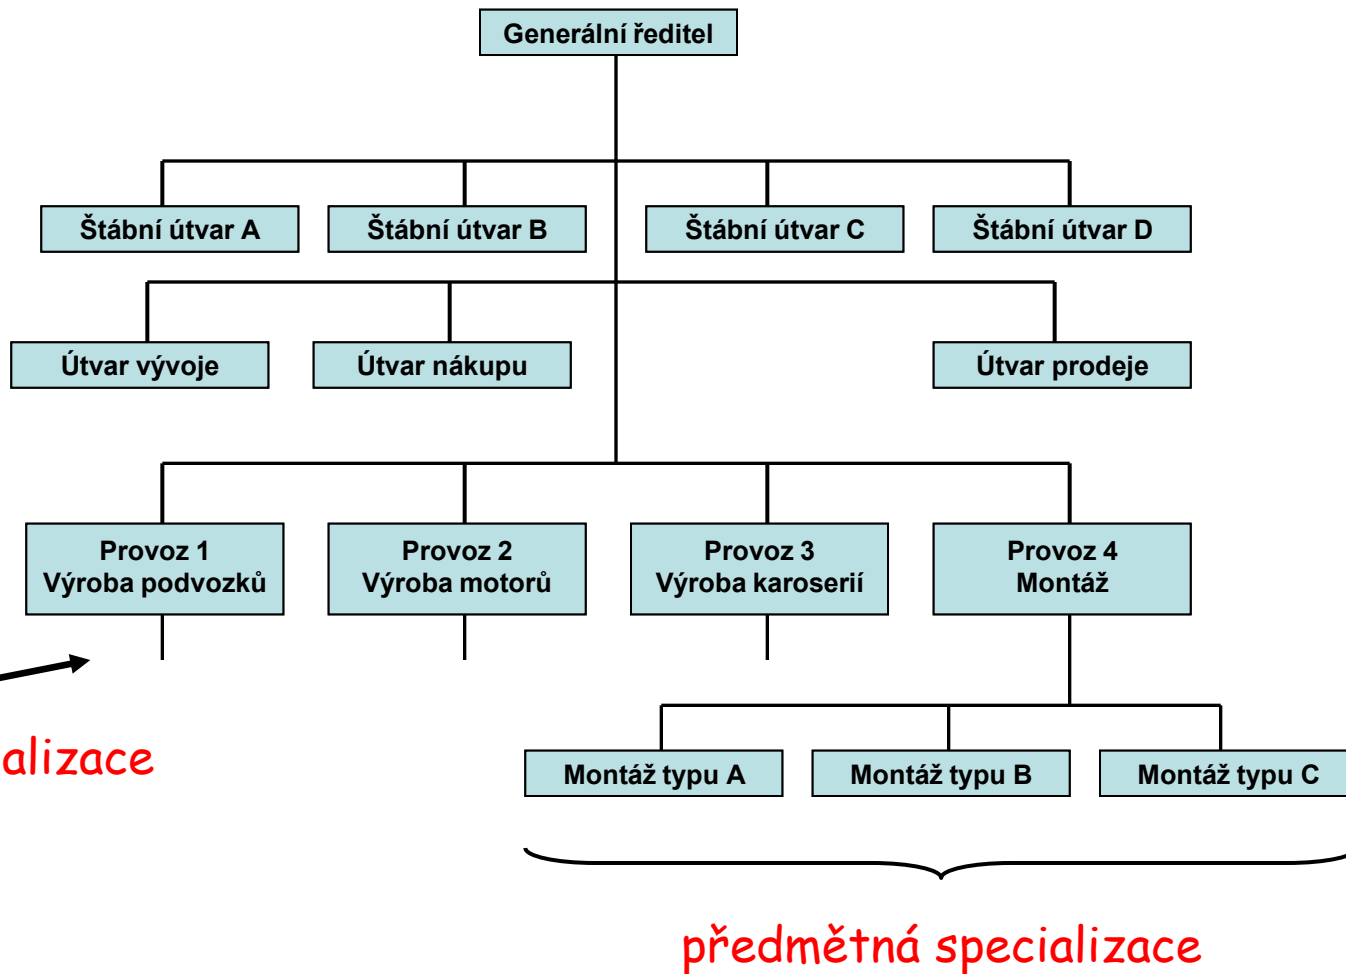 Generální ředitel
Štábní útvar A
Štábní útvar B
Štábní útvar C
Štábní útvar D
Útvar vývoje
Útvar nákupu
Útvar prodeje
Provoz 1
Výroba podvozků
Provoz 2
Výroba motorů
Provoz 3
Výroba karoserií
Provoz 4
Montáž
alizace
Montáž typu A
Montáž typu B
Montáž typu C
předmětná specializace